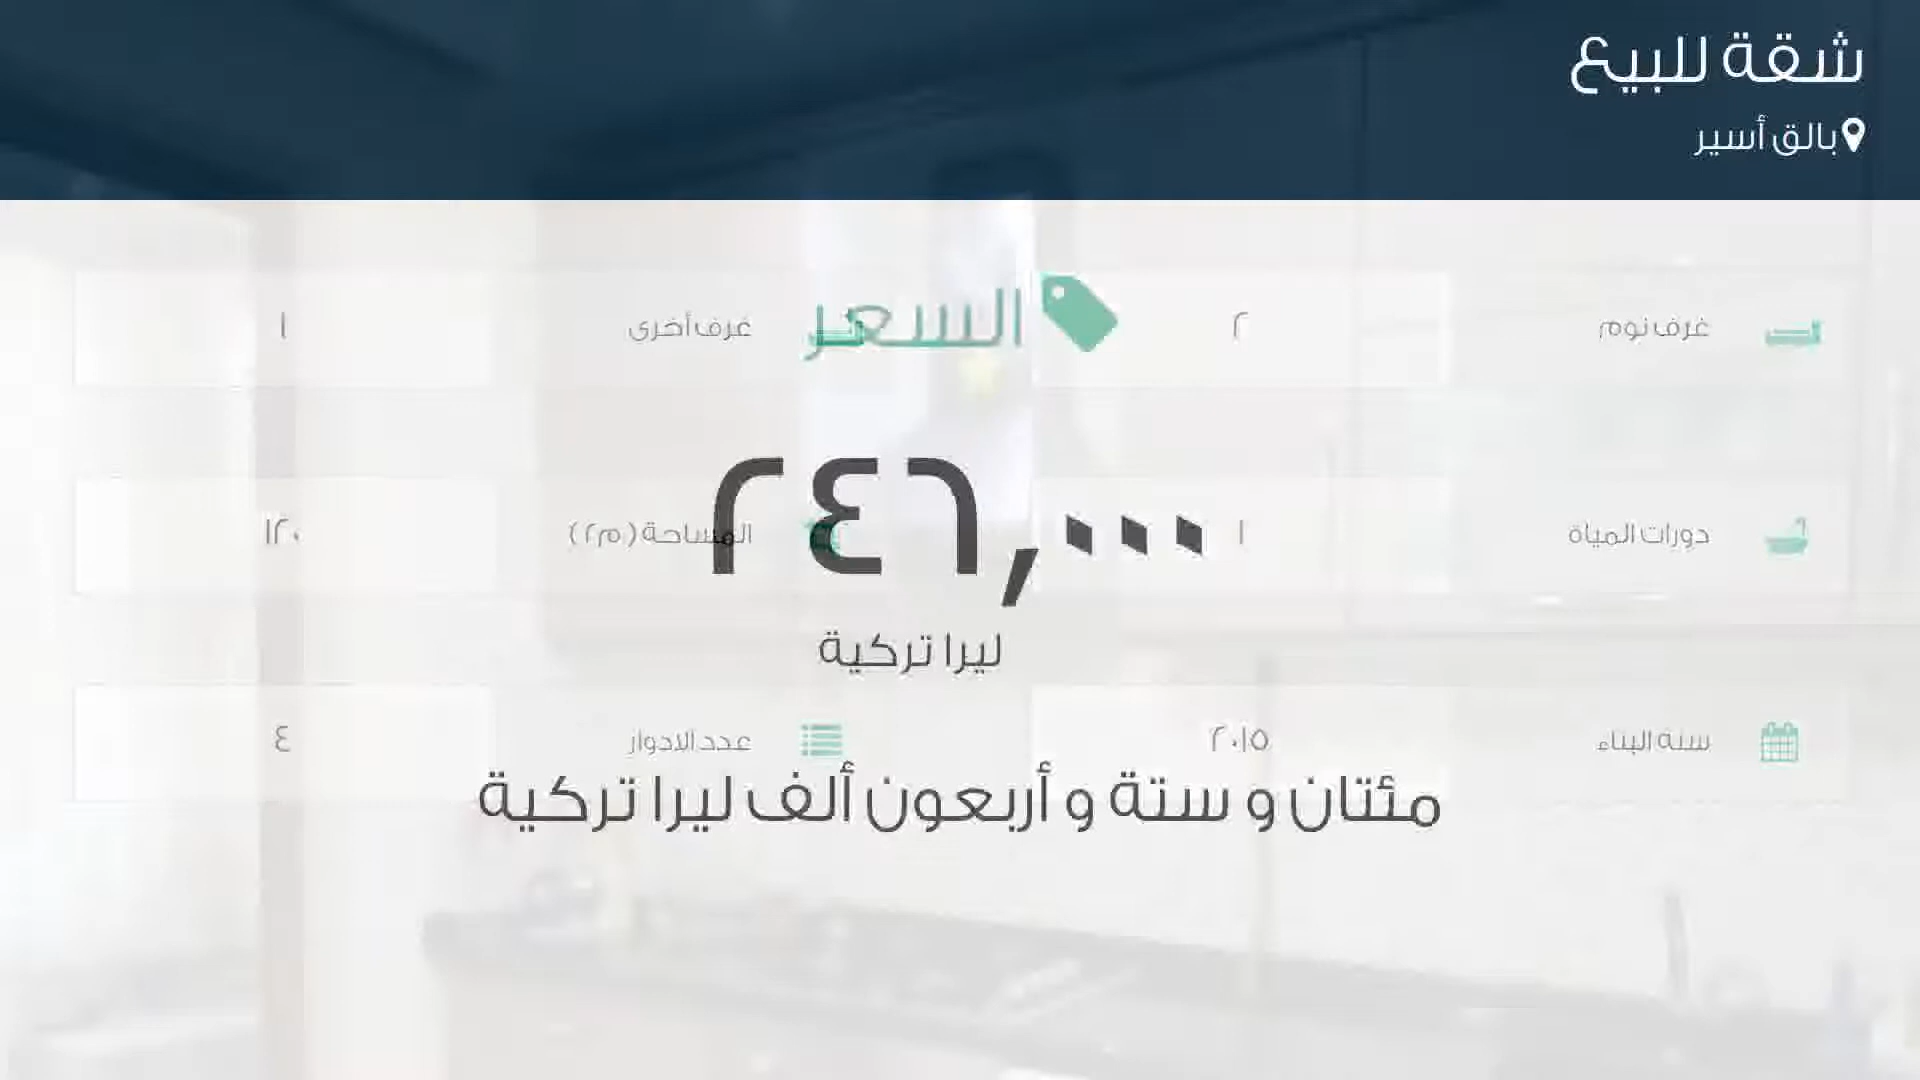 شقة للبيع
بالق أسير
السعر
غرف نوم
٢
غرف أخرى
١
٢٤٦,٠٠٠
دورات المياة
١
المساحة (م٢)
١٢٠
ليرا تركية
سنة البناء
٢٠١٥
عدد الادوار
٤
مئتان و ستة و أربعون ألف ليرا تركية